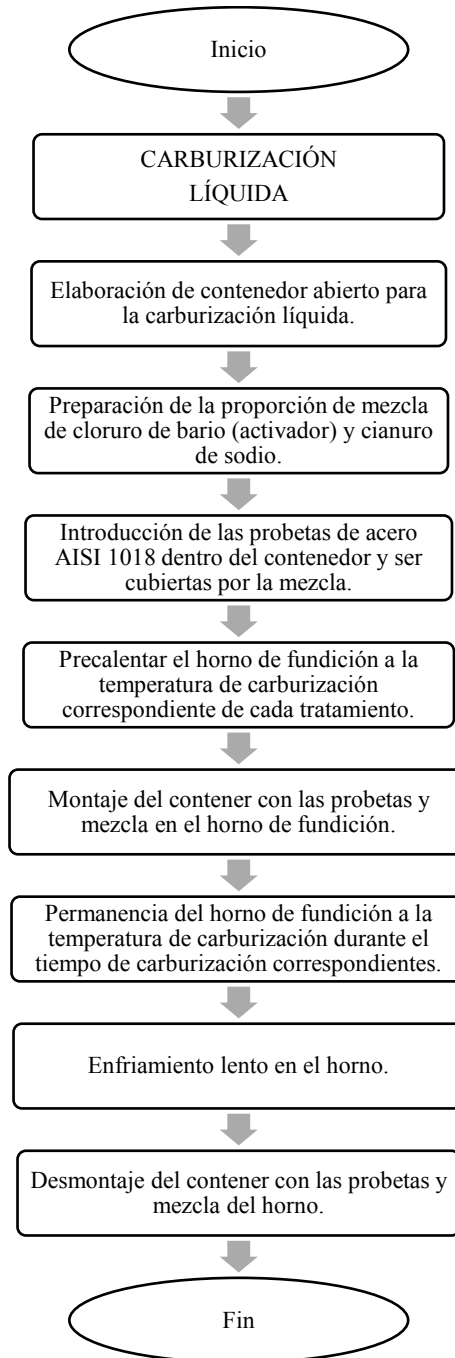 Inicio
CARBURIZACIÓN
LÍQUIDA
Elaboración de contenedor abierto para
la carburización líquida.
Preparación de la proporción de mezcla
de cloruro de bario (activador) y cianuro
de sodio.
Introducción de las probetas de acero
AISI 1018 dentro del contenedor y ser
cubiertas por la mezcla.
Precalentar el horno de fundición a la
temperatura de carburización
correspondiente de cada tratamiento.
Montaje del contener con las probetas y
mezcla en el horno de fundición.
Permanencia del horno de fundición a la
temperatura de carburización durante el
tiempo de carburización correspondientes.
Enfriamiento lento en el horno.
Desmontaje del contener con las probetas y
mezcla del horno.
Fin